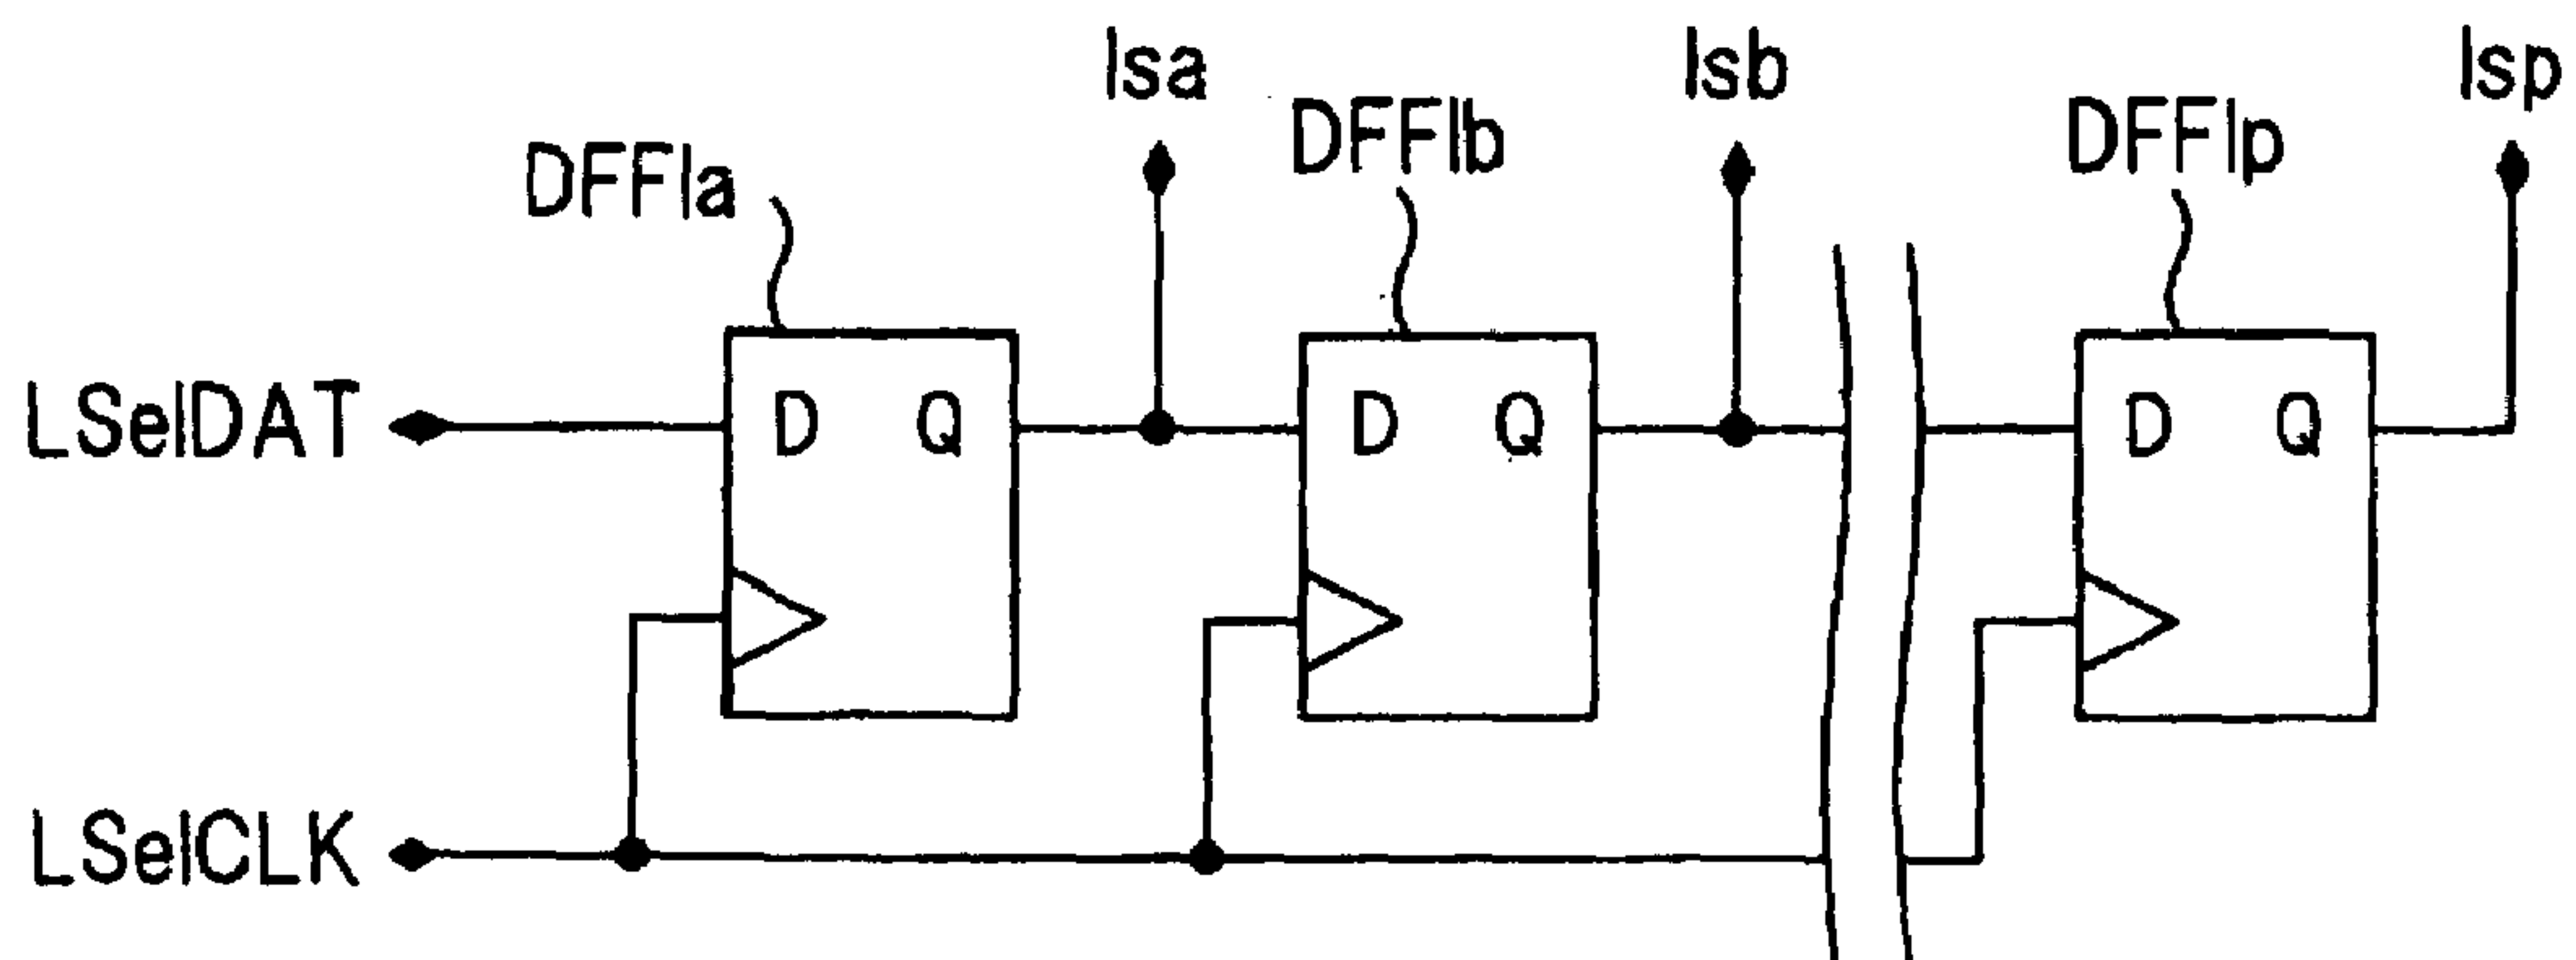 lsa
lsb
lsp
DFFla
DFFlb
DFFlp
LSelDAT
D Q
D Q
D Q
LSelCLK